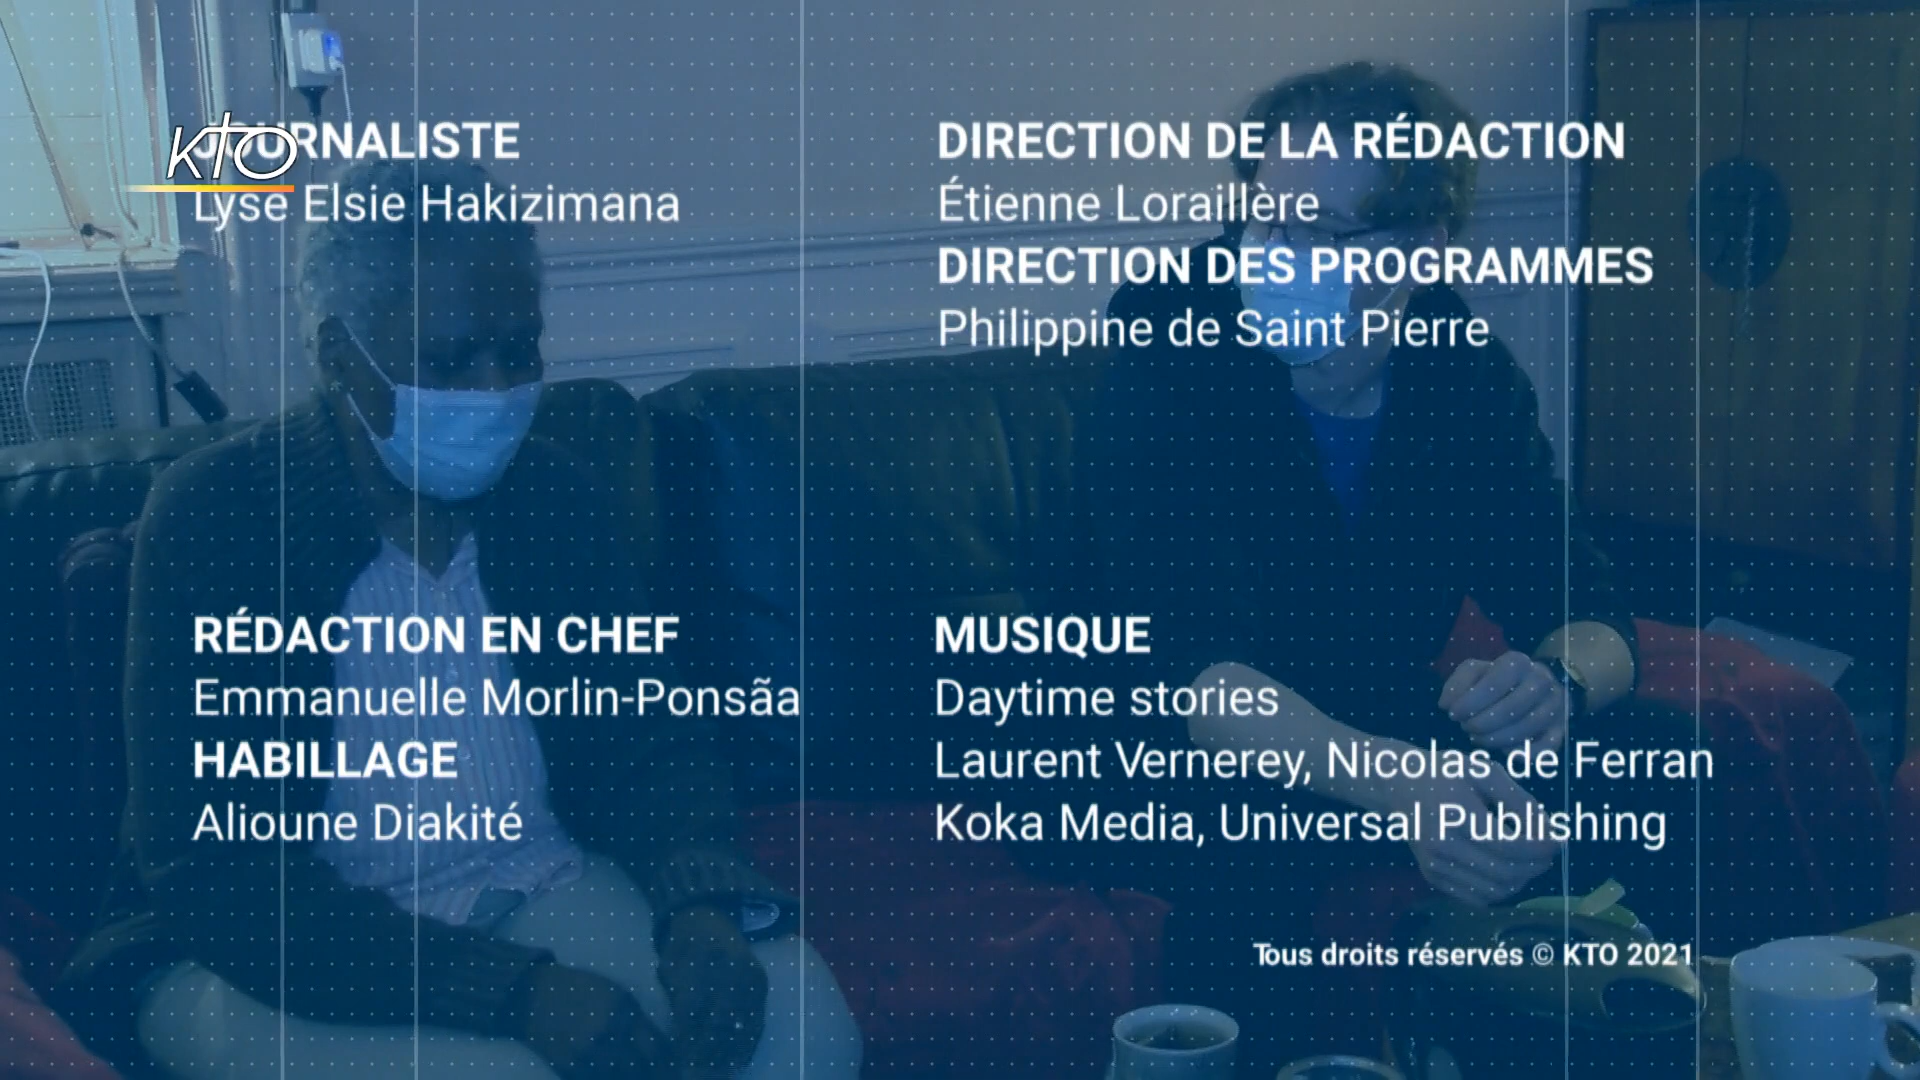 KTO
JOURNALISTE
Lyse Elsie Hakizimana
RÉDACTION EN CHEF
Emmanuelle Morlin-Ponsãa
HABILLAGE
Alioune Diakité
DIRECTION DE LA RÉDACTION
Étienne Loraillère
DIRECTION DES PROGRAMMES
Philippine de Saint Pierre
MUSIQUE
Daytime stories
Laurent Vernerey, Nicolas de Ferran
Koka Media, Universal Publishing
Tous droits réservés © KTO 2021